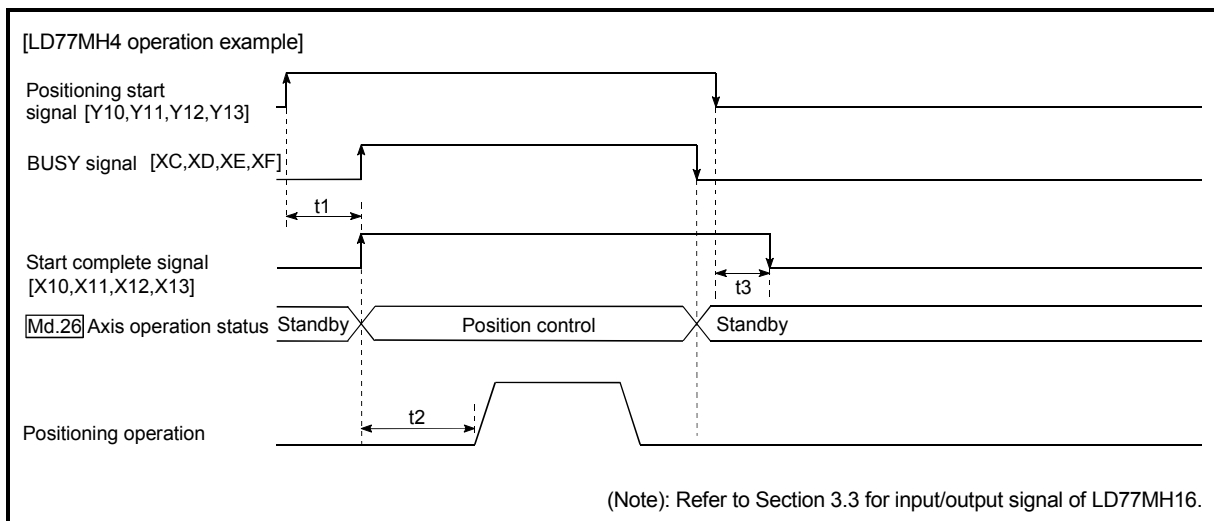 [LD77MH4 operation example]
Positioning start
signal [Y10,Y11,Y12,Y13]
BUSY signal [XC,XD,XE,XF]
t1
Start complete signal
[X10,X11,X12,X13]
t3
Md.26 Axis operation status Standby Position control Standby
t2
Positioning operation
(Note): Refer to Section 3.3 for input/output signal of LD77MH16.